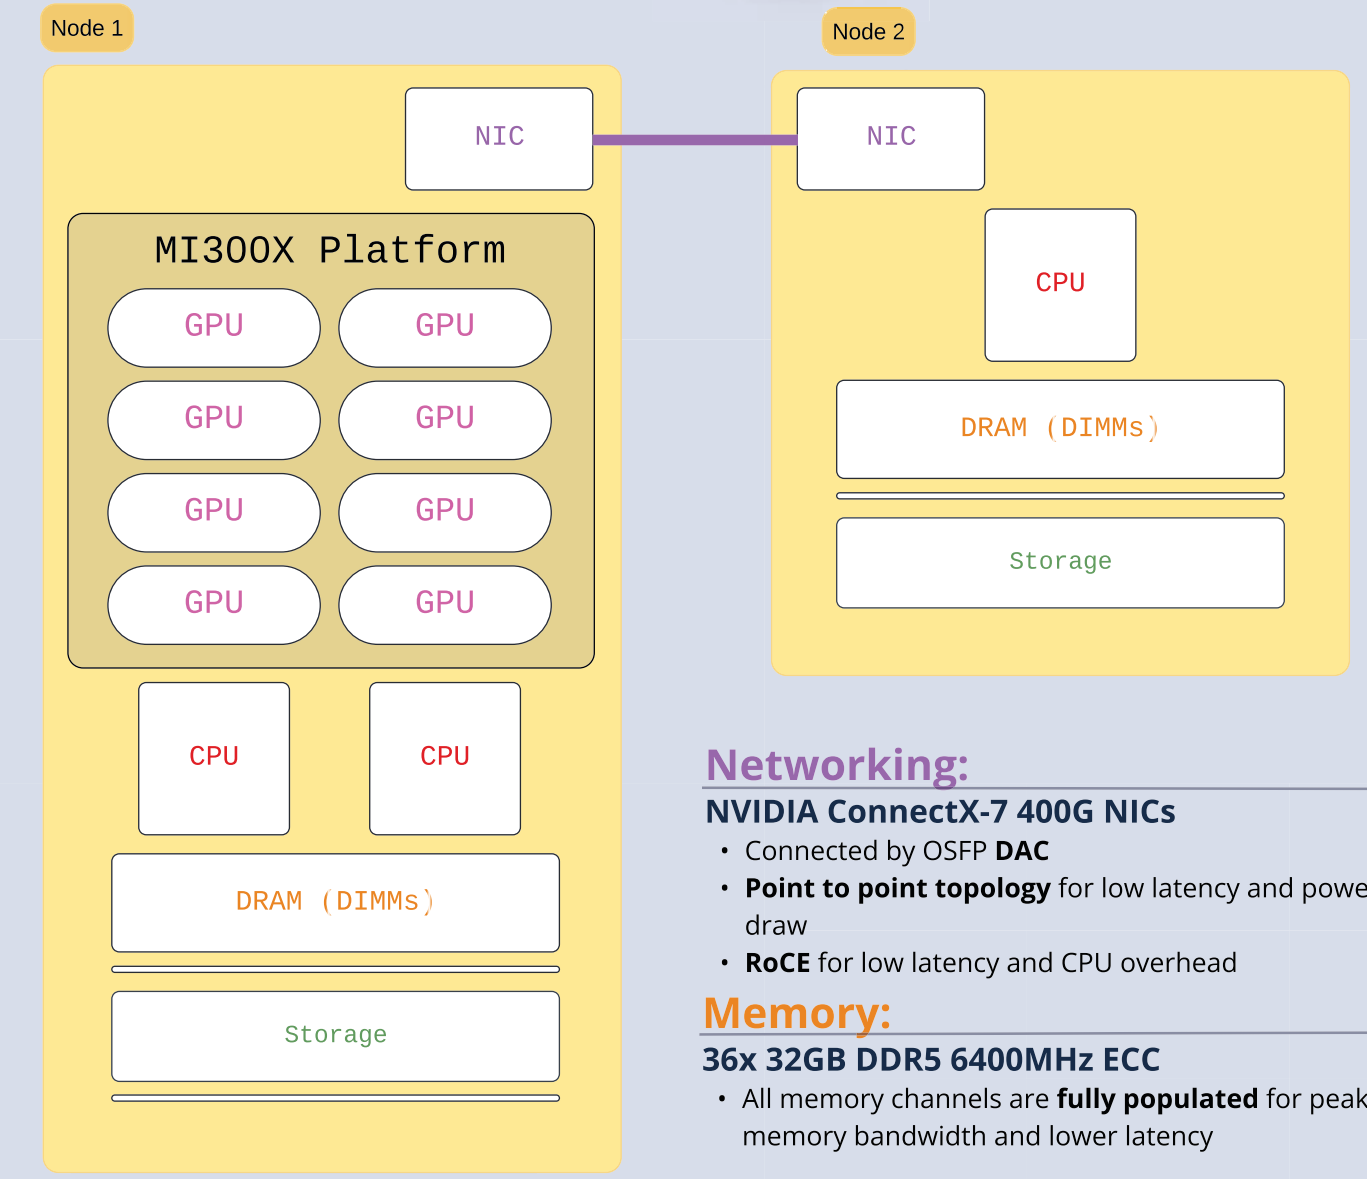 Node 1
NIC
MI300X Platform
GPU GPU
GPU GPU
GPU GPU
GPU GPU
CPU CPU
DRAM (DIMMs)
Storage
Node 2
NIC
CPU
DRAM (DIMMs)
Storage
Networking:
NVIDIA ConnectX-7 400G NICs
• Connected by OSFP DAC
• Point to point topology for low latency and powe
draw
• RoCE for low latency and CPU overhead
Memory:
36x 32GB DDR5 6400MHz ECC
• All memory channels are fully populated for peak
memory bandwidth and lower latency